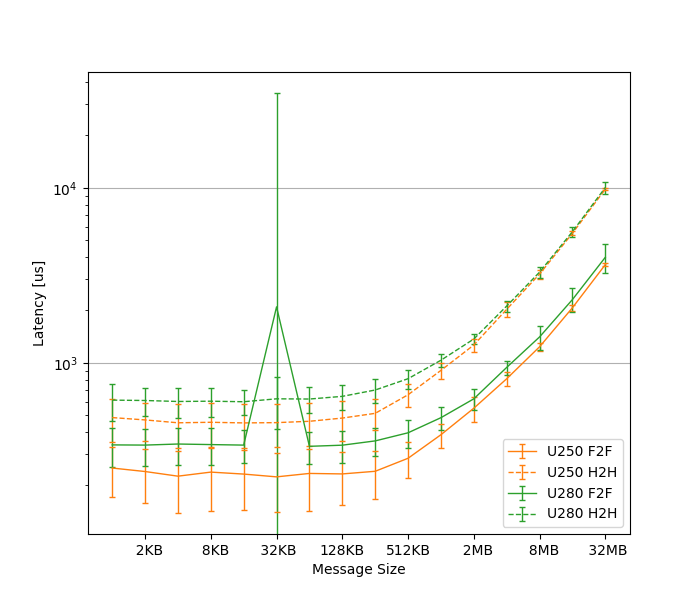 10^4
10^3
Latency [us]
2KB 8KB 32KB 128KB 512KB 2MB 8MB 32MB
Message Size
U250 F2F
U250 H2H
U280 F2F
U280 H2H